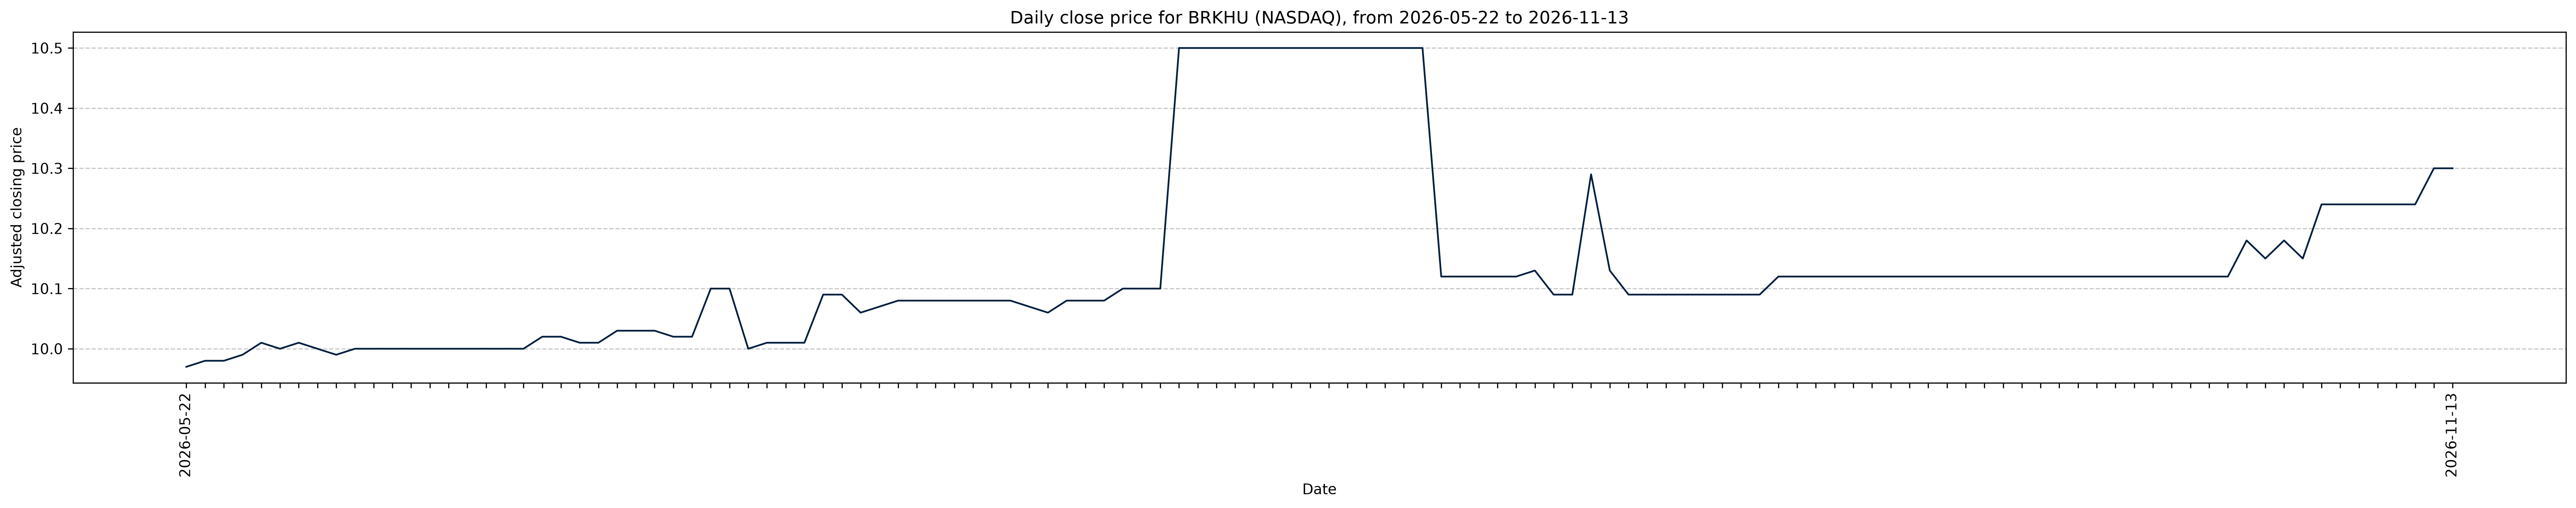 Daily close price for BRKHU (NASDAQ), from 2026-05-22 to 2026-11-13
Adjusted closing price
10.5
10.4
10.3
10.2
10.1
10.0
2026-05-22
2026-11-13
Date